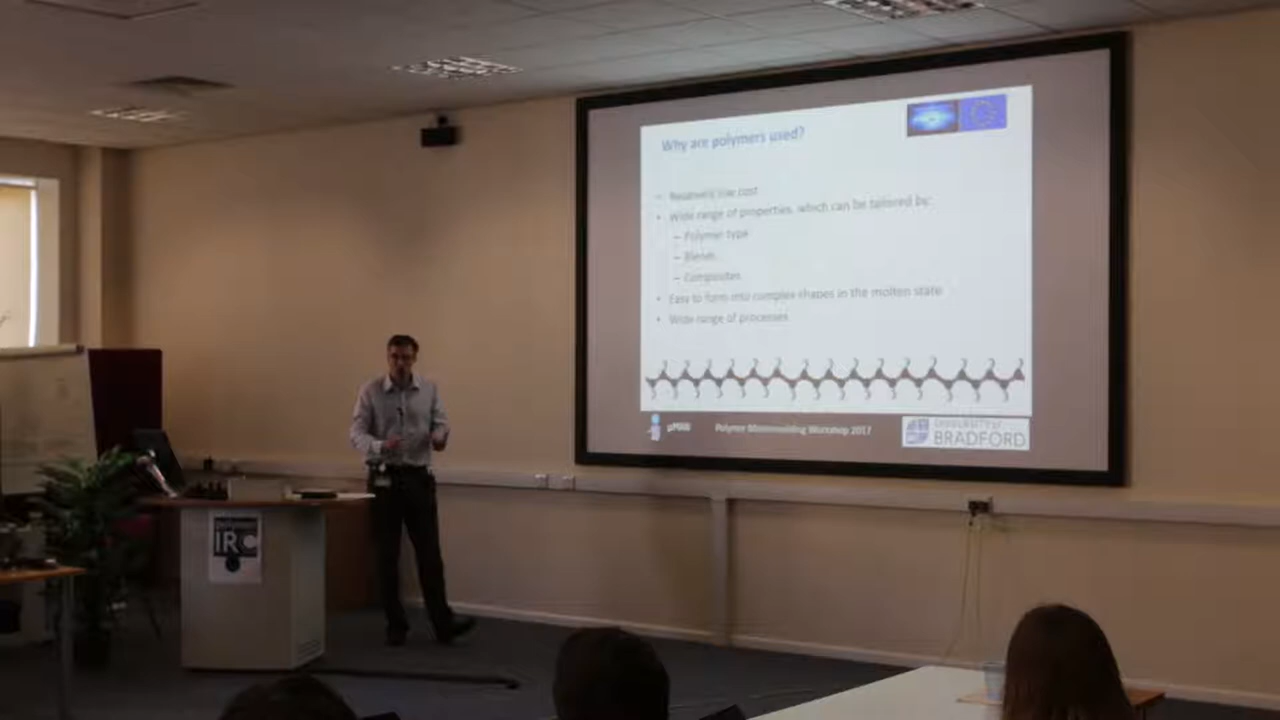 Why are polymers used?
Relatively low cost
• Wide range of properties, which can be tailored by:
– Polymer type
– Blends
– Composites
• Easy to form into complex shapes in the molten state
• Wide range of processes
Polymer Micromoulding Workshop 2017
UNIVERSITY OF
BRADFORD
IRC